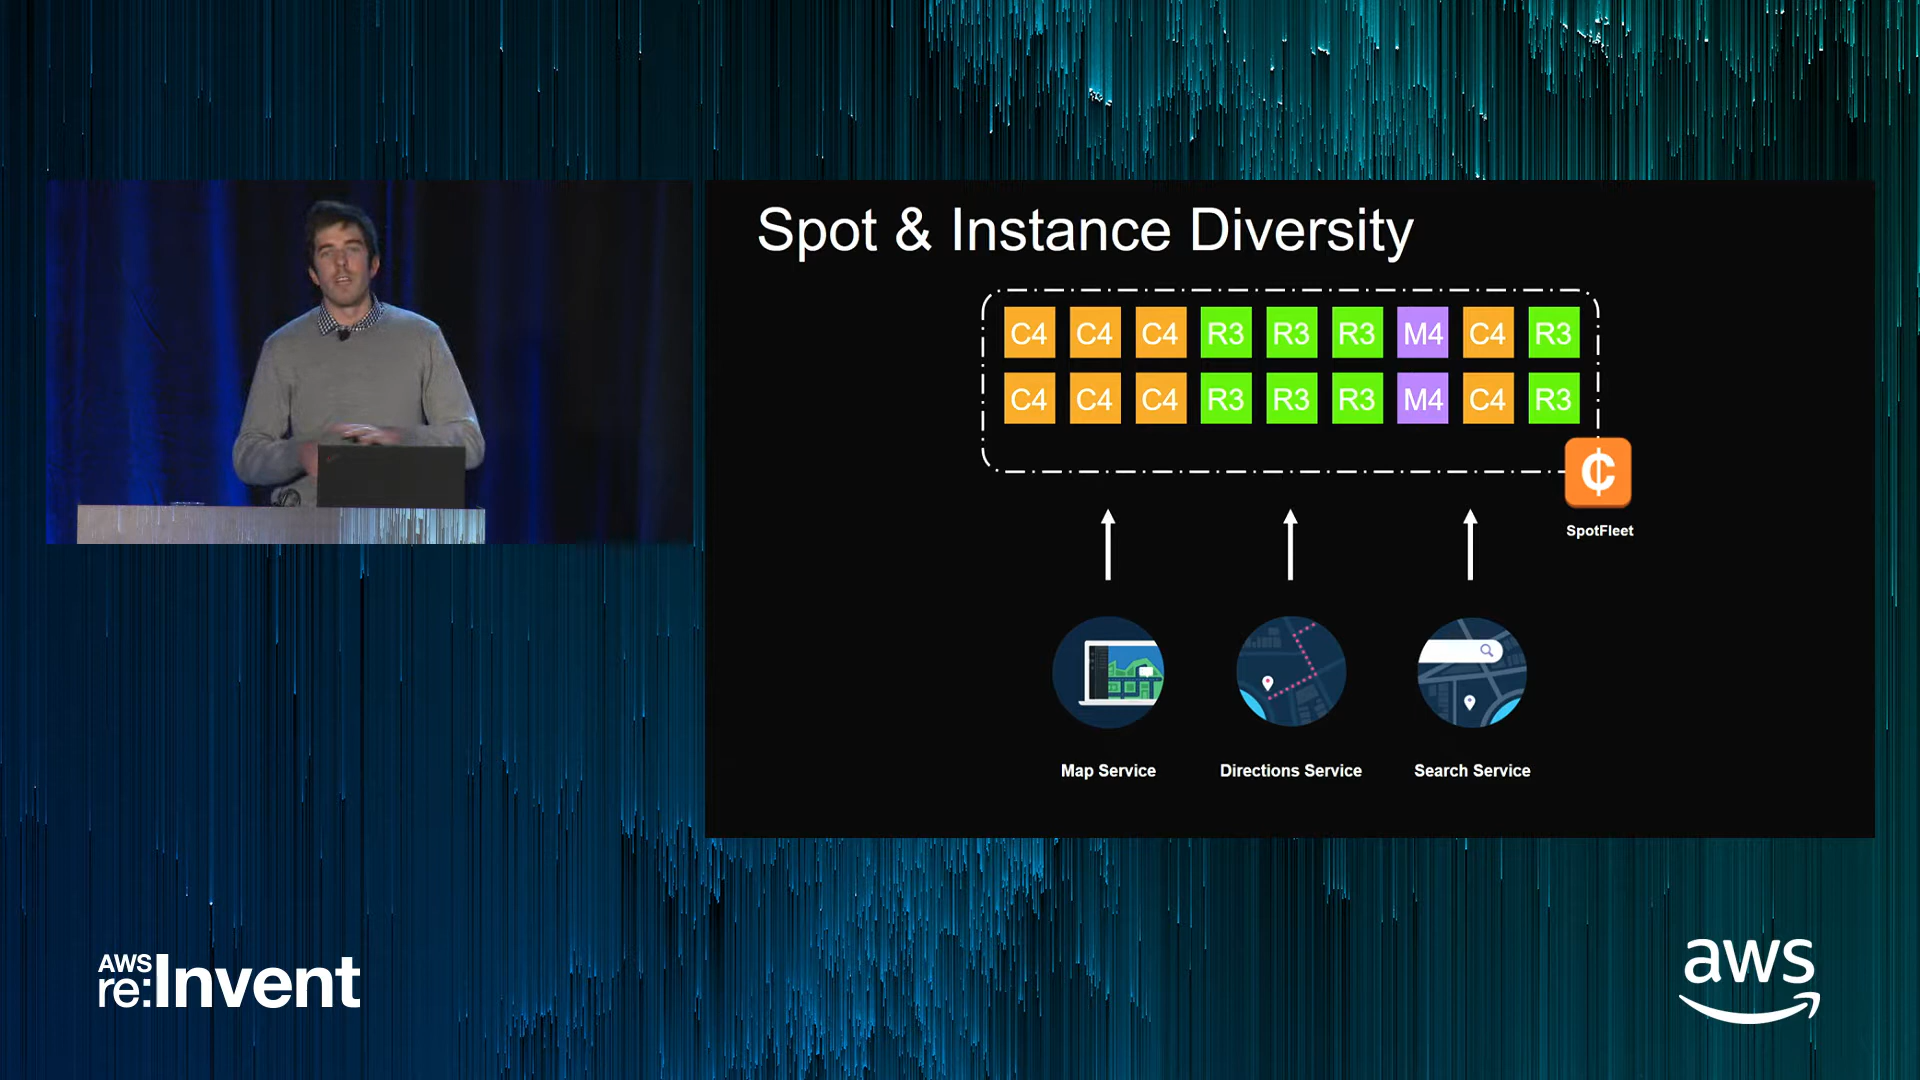 Spot & Instance Diversity
C4 C4 C4 R3 R3 R3 M4 C4 R3
C4 C4 C4 R3 R3 R3 M4 C4 R3
¢
SpotFleet
Map Service
Directions Service
Search Service
AWS
re:Invent
aws